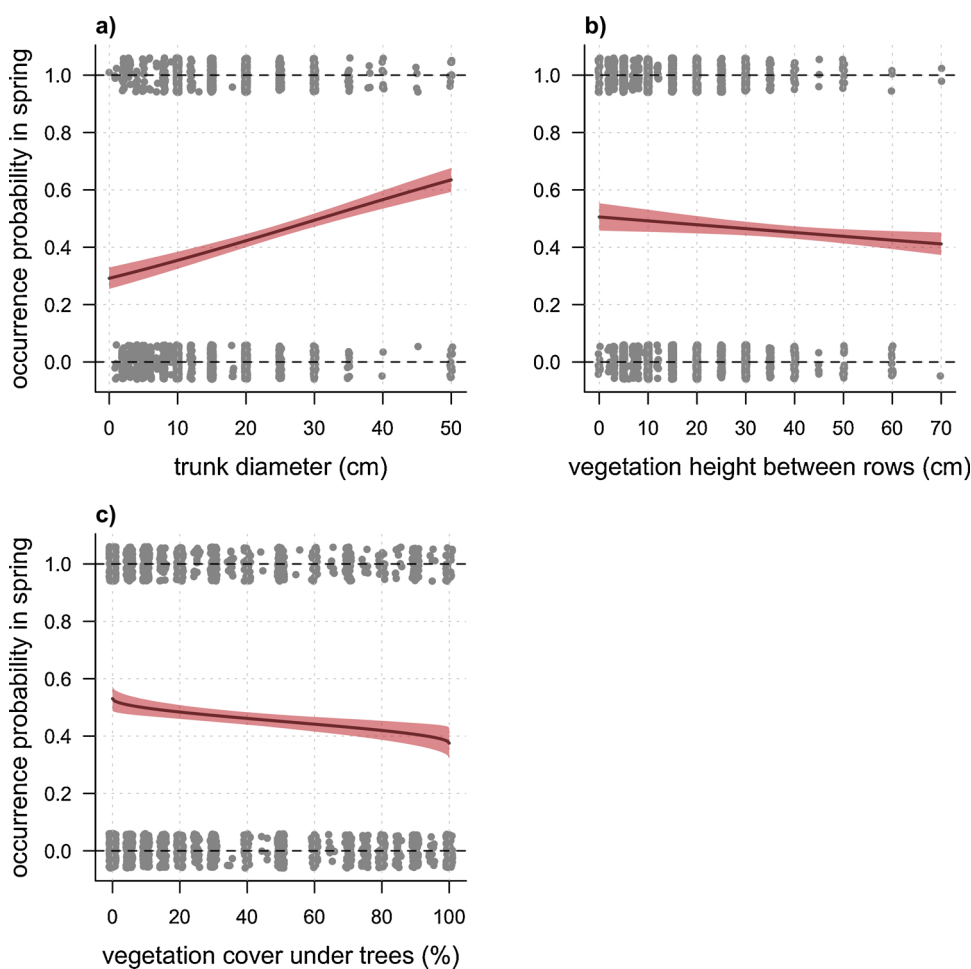 a)
occurrence probability in spring
1.0
0.8
0.6
0.4
0.2
0.0
0 10 20 30 40 50
trunk diameter (cm)
b)
1.0
0.8
0.6
0.4
0.2
0.0
0 10 20 30 40 50 60 70
vegetation height between rows (cm)
c)
occurrence probability in spring
1.0
0.8
0.6
0.4
0.2
0.0
0 20 40 60 80 100
vegetation cover under trees (%)